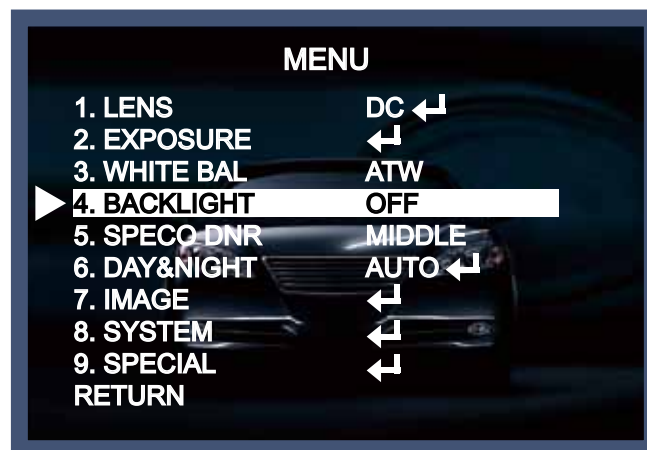 MENU
1. LENS DC ↵
2. EXPOSURE ↵
3. WHITE BAL ATW
4. BACKLIGHT OFF
5. SPECO DNR MIDDLE
6. DAY&NIGHT AUTO ↵
7. IMAGE ↵
8. SYSTEM ↵
9. SPECIAL ↵
RETURN